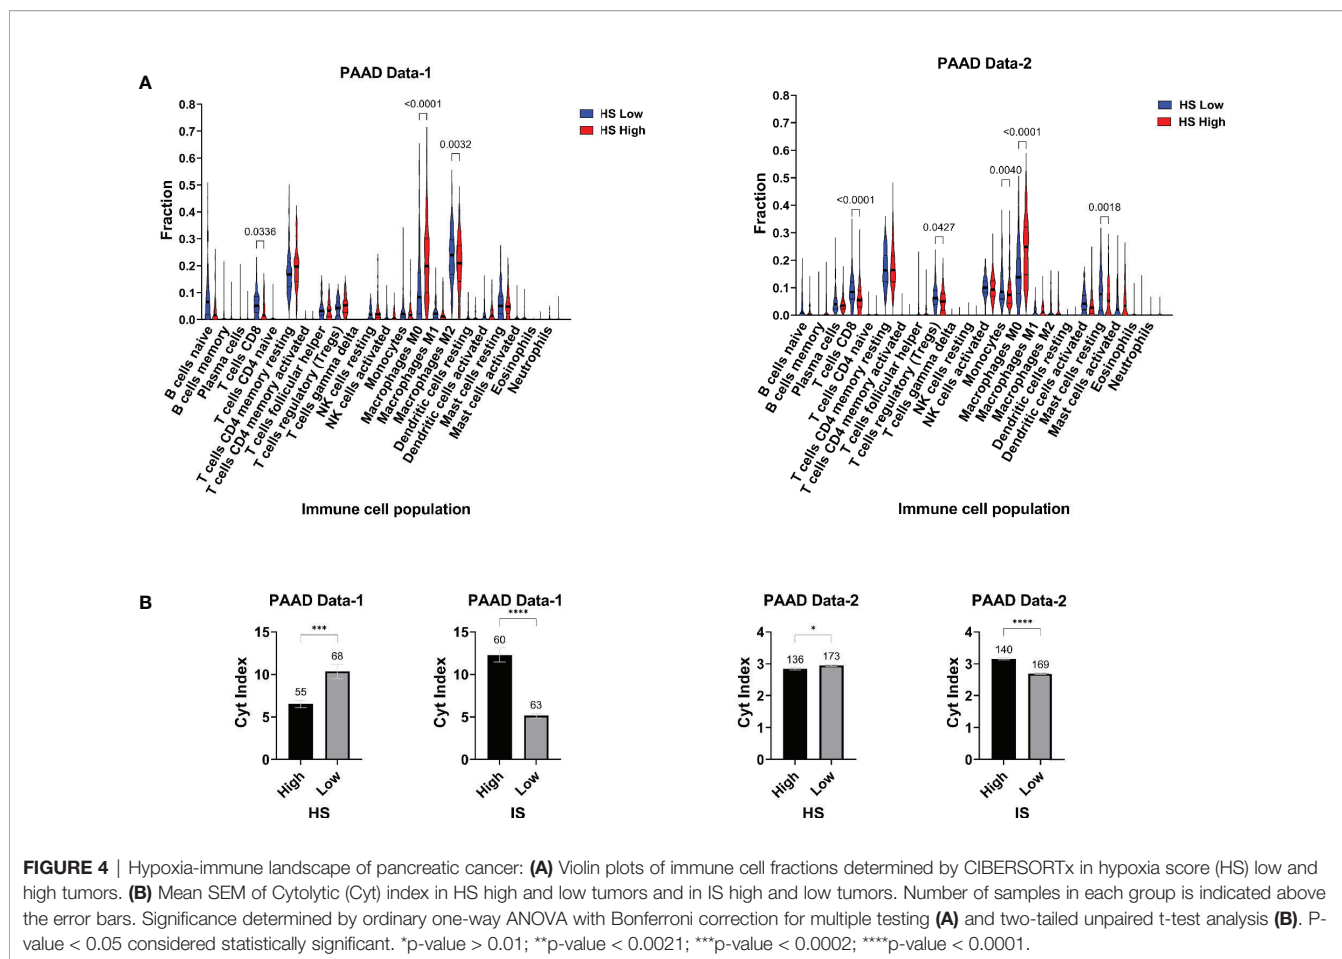 A
PAAD Data-1
0.8
0.7
0.6
0.5
0.4
0.3
0.2
0.1
0.0
Fraction
<0.0001
0.0032
0.0336
HS Low
HS High
B cells naive
B cells memory
Plasma cells
T cells CD8
T cells CD4 naive
T cells CD4 memory resting
T cells CD4 memory activated
T cells follicular helper
T cells regulatory (Tregs)
T cells gamma delta
NK cells resting
NK cells activated
Monocytes
Macrophages M0
Macrophages M1
Macrophages M2
Dendritic cells resting
Dendritic cells activated
Mast cells resting
Mast cells activated
Eosinophils
Neutrophils
Immune cell population
PAAD Data-2
0.8
0.7
0.6
0.5
0.4
0.3
0.2
0.1
0.0
Fraction
<0.0001
0.0427
0.0040
<0.0001
0.0018
HS Low
HS High
B cells naive
B cells memory
Plasma cells
T cells CD8
T cells CD4 naive
T cells CD4 memory resting
T cells CD4 memory activated
T cells follicular helper
T cells regulatory (Tregs)
T cells gamma delta
NK cells resting
NK cells activated
Monocytes
Macrophages M0
Macrophages M1
Macrophages M2
Dendritic cells resting
Dendritic cells activated
Mast cells resting
Mast cells activated
Eosinophils
Neutrophils
Immune cell population
B
PAAD Data-1
15
10
5
0
Cyt Index
***
55
68
High
Low
HS
PAAD Data-1
15
10
5
0
Cyt Index
****
60
63
High
Low
IS
PAAD Data-2
4
3
2
1
0
Cyt Index
*
136
173
High
Low
HS
PAAD Data-2
4
3
2
1
0
Cyt Index
****
140
169
High
Low
IS
FIGURE 4 | Hypoxia-immune landscape of pancreatic cancer: (A) Violin plots of immune cell fractions determined by CIBERSORTx in hypoxia score (HS) low and
high tumors. (B) Mean SEM of Cytolytic (Cyt) index in HS high and low tumors and in IS high and low tumors. Number of samples in each group is indicated above
the error bars. Significance determined by ordinary one-way ANOVA with Bonferroni correction for multiple testing (A) and two-tailed unpaired t-test analysis (B). P-
value < 0.05 considered statistically significant. *p-value > 0.01; **p-value < 0.0021; ***p-value < 0.0002; ****p-value < 0.0001.